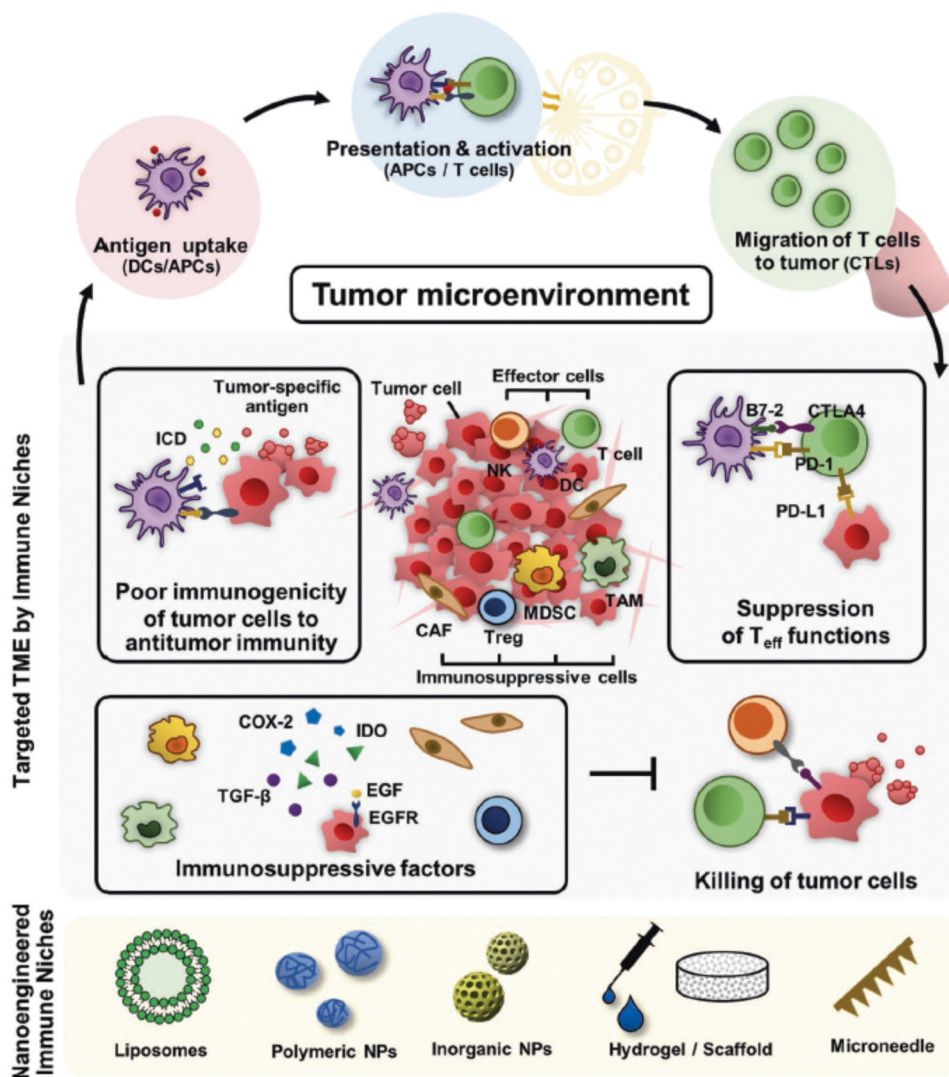 Presentation & activation
(APCs / T cells)
Antigen uptake
(DCs/APCs)
Migration of T cells
to tumor (CTLs)
Tumor microenvironment
Targeted TME by Immune Niches
Tumor-specific
antigen
ICD
Poor immunogenicity
of tumor cells to
antitumor immunity
Tumor cell
Effector cells
NK
DC
T cell
CAF
Treg
MDSC
TAM
Immunosuppressive cells
B7-2
CTLA4
PD-1
PD-L1
Suppression
of Teff functions
COX-2
IDO
TGF-β
EGF
EGFR
Immunosuppressive factors
Killing of tumor cells
Nanoengineered
Immune Niches
Liposomes
Polymeric NPs
Inorganic NPs
Hydrogel / Scaffold
Microneedle